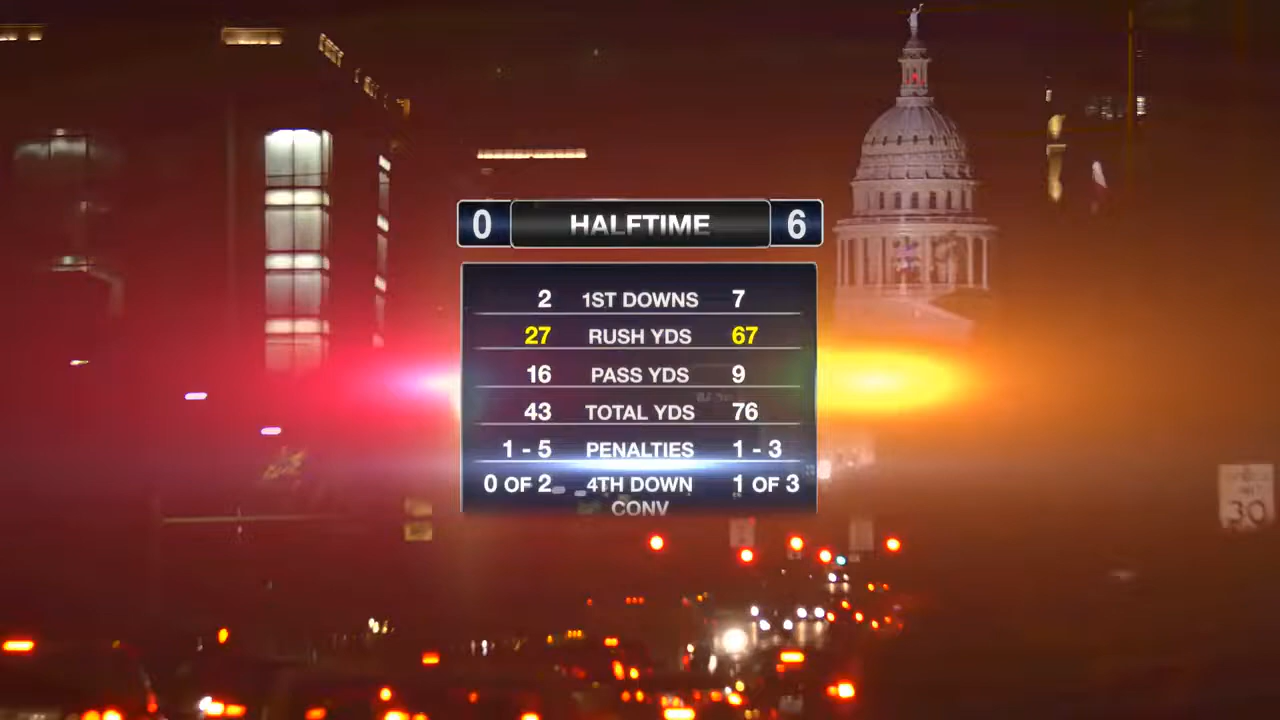 0 HALFTIME 6
2 1ST DOWNS 7
27 RUSH YDS 67
16 PASS YDS 9
43 TOTAL YDS 76
1 - 5 PENALTIES 1 - 3
0 OF 2 4TH DOWN 1 OF 3
CONV
30